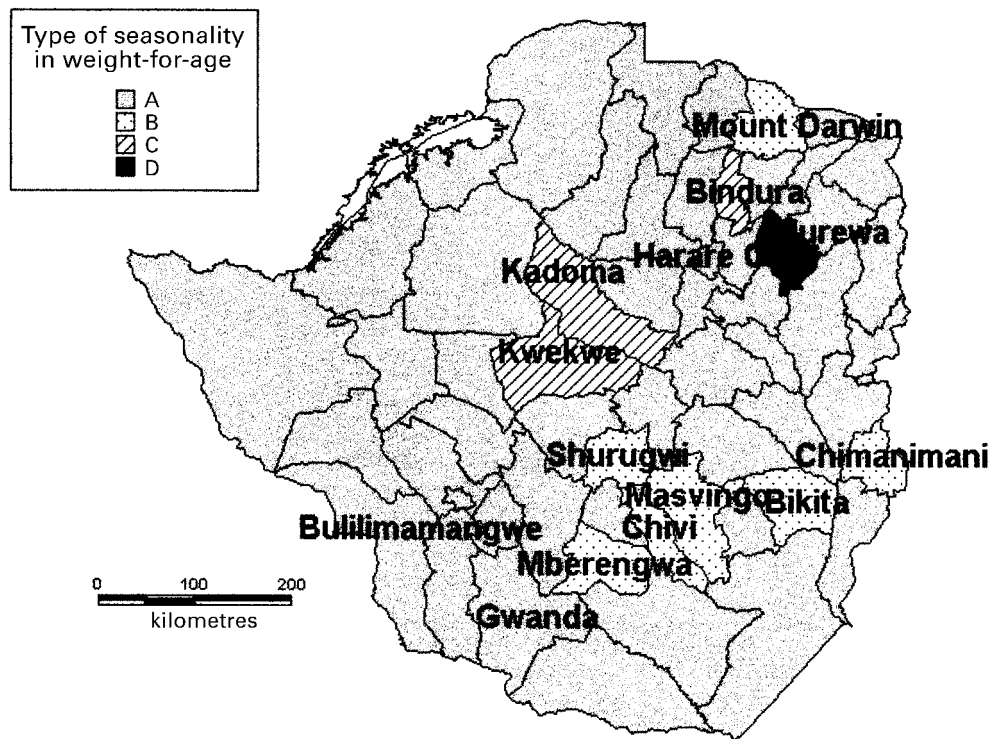 Type of seasonality
in weight-for-age
A
B
C
D
Mount Darwin
Bindura
urewa
Harare C
Kadoma
Kwekwe
Shurugwi
Chimanimani
Masvingo
Bikita
Chivi
Bulilimamangwe
Mberengwa
Gwanda
0 100 200
kilometres